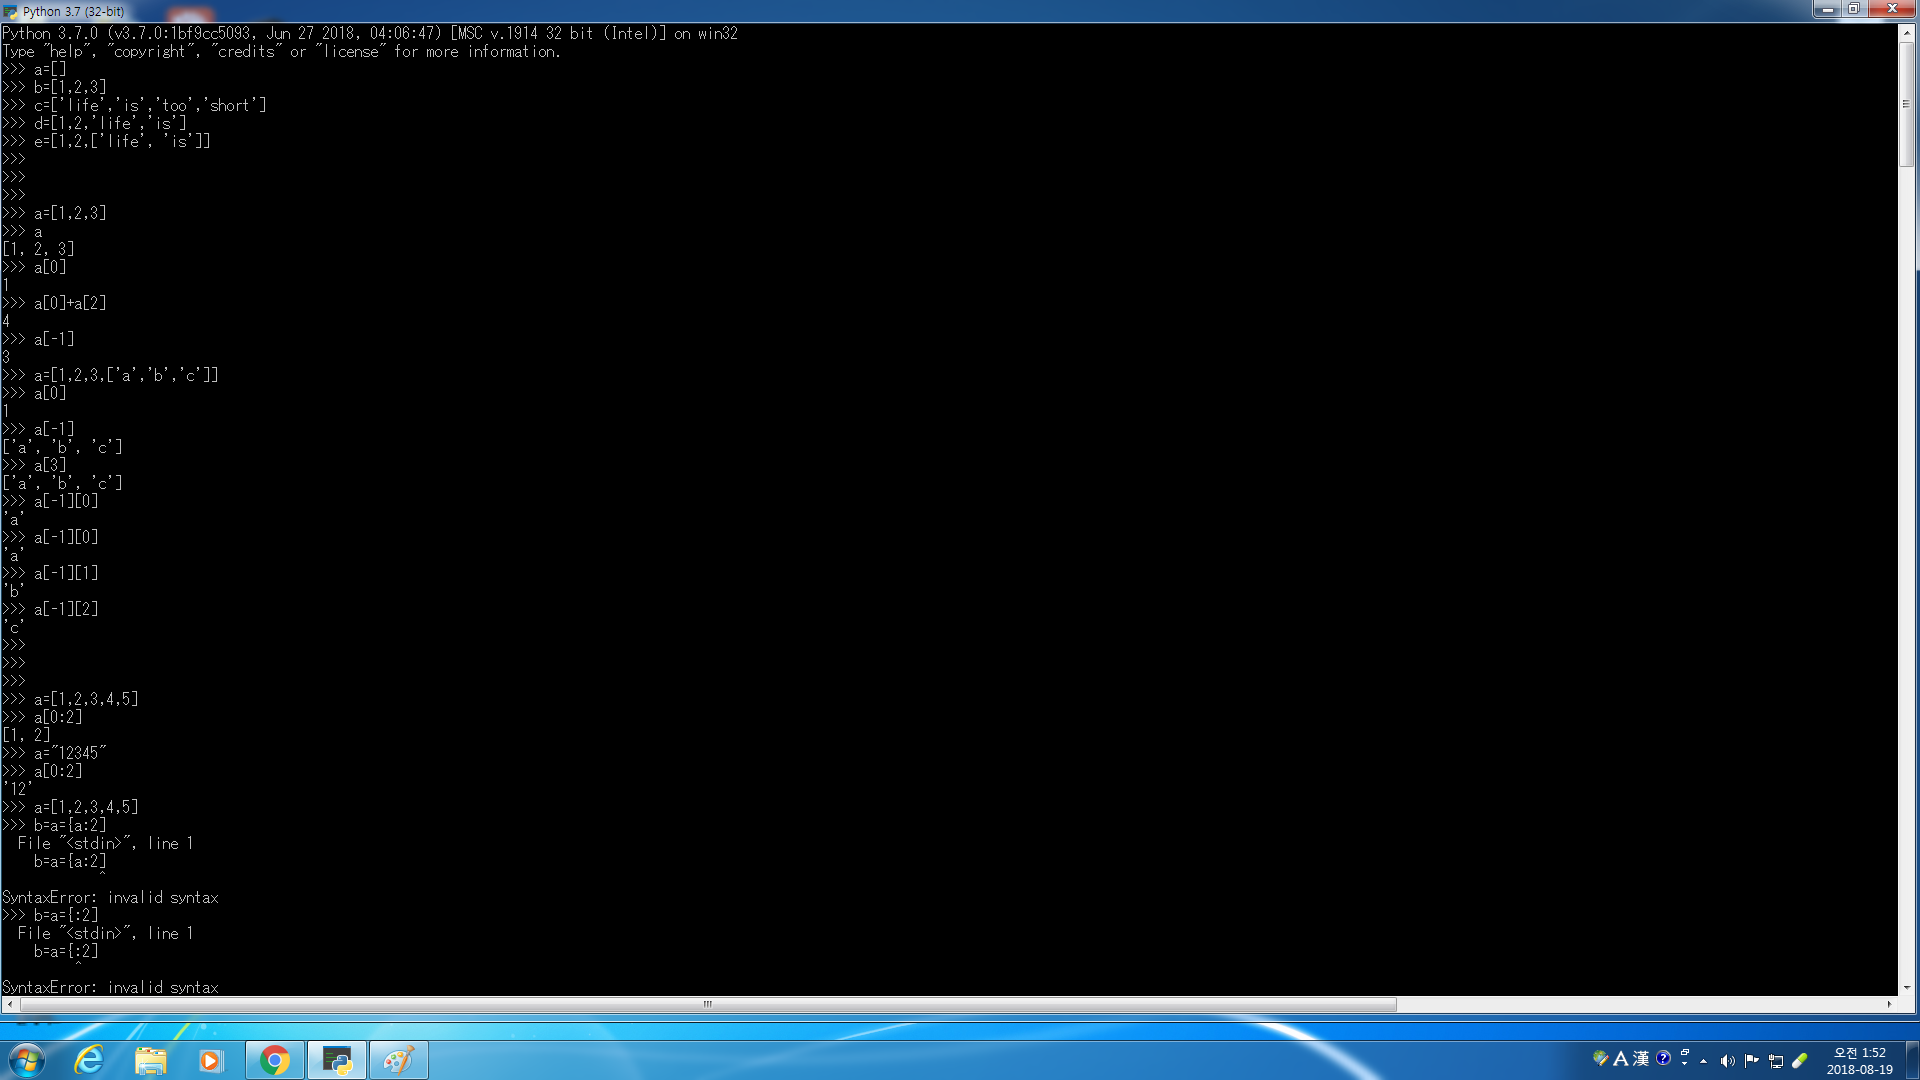 Python 3.7 (32-bit)
Python 3.7.0 (v3.7.0:1bf9cc5093, Jun 27 2018, 04:06:47) [MSC v.1914 32 bit (Intel)] on win32
Type "help", "copyright", "credits" or "license" for more information.
>>> a=[]
>>> b=[1,2,3]
>>> c=['life','is','too','short']
>>> d=[1,2,'life','is']
>>> e=[1,2,['life', 'is']]
>>>
>>>
>>>
>>> a=[1,2,3]
>>> a
[1, 2, 3]
>>> a[0]
1
>>> a[0]+a[2]
4
>>> a[-1]
3
>>> a=[1,2,3,['a','b','c']]
>>> a[0]
1
>>> a[-1]
['a', 'b', 'c']
>>> a[3]
['a', 'b', 'c']
>>> a[-1][0]
'a'
>>> a[-1][0]
'a'
>>> a[-1][1]
'b'
>>> a[-1][2]
'c'
>>>
>>>
>>>
>>> a=[1,2,3,4,5]
>>> a[0:2]
[1, 2]
>>> a="12345"
>>> a[0:2]
'12'
>>> a=[1,2,3,4,5]
>>> b=a={a:2]
  File "<stdin>", line 1
    b=a={a:2]
            ^
SyntaxError: invalid syntax
>>> b=a={:2]
  File "<stdin>", line 1
    b=a={:2]
         ^
SyntaxError: invalid syntax
A 漢
오전 1:52
2018-08-19